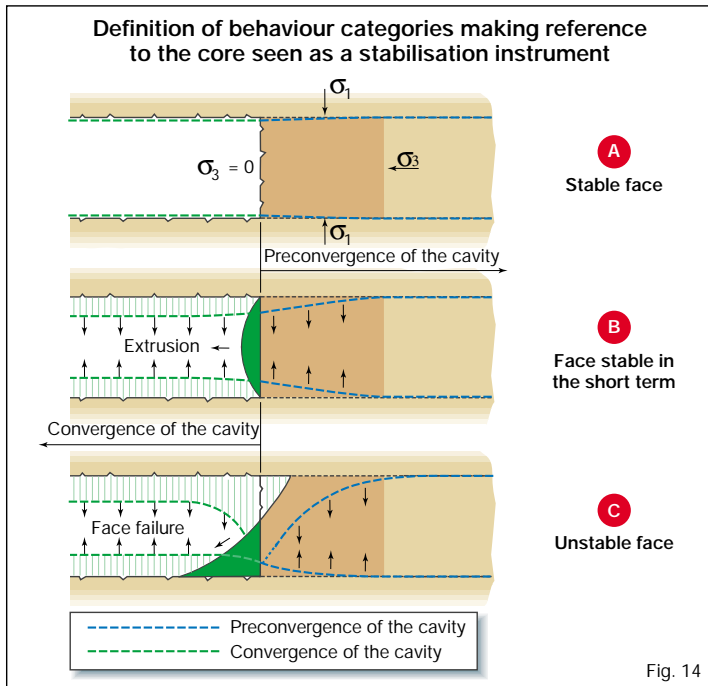 Definition of behaviour categories making reference
to the core seen as a stabilisation instrument
σ1
σ3 = 0
σ3
A
Stable face
σ1
Preconvergence of the cavity
Extrusion
B
Face stable in
the short term
Convergence of the cavity
Face failure
C
Unstable face
Preconvergence of the cavity
Convergence of the cavity
Fig. 14